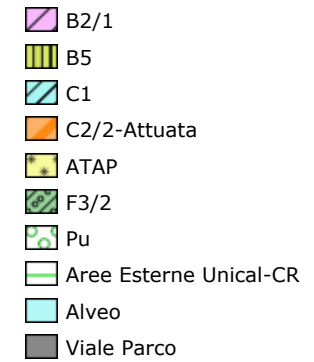 B2/1
B5
C1
C2/2-Attuata
ATAP
F3/2
Pu
Aree Esterne Unical-CR
Alveo
Viale Parco